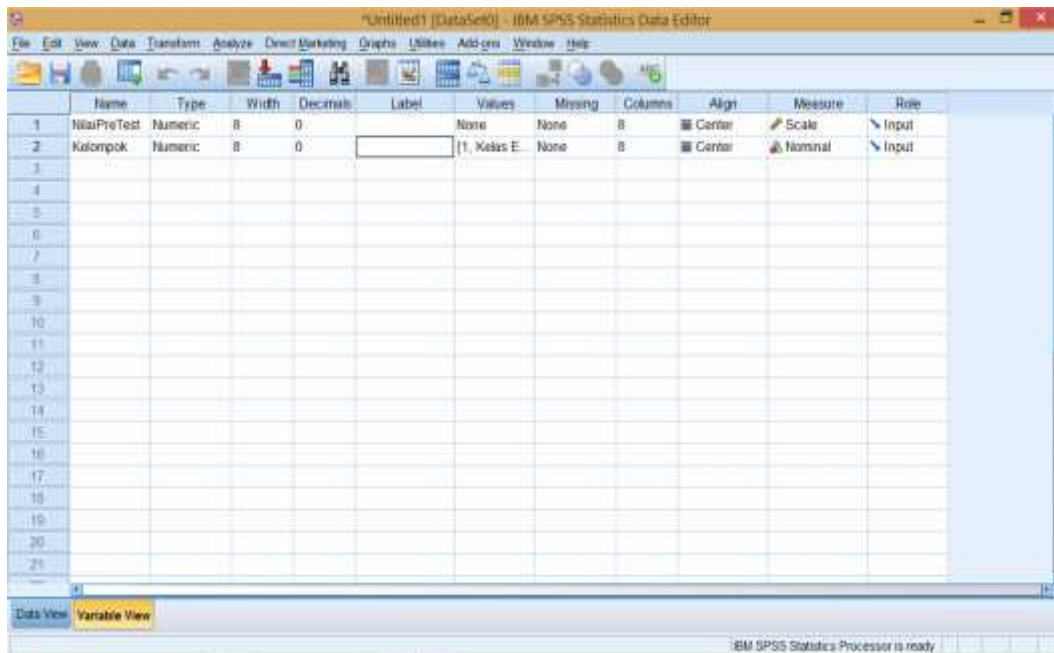 *Untitled1 [DataSet0] - IBM SPSS Statistics Data Editor
File Edit View Data Transform Analyze Direct Marketing Graphs Utilities Add-ons Window Help
Name Type Width Decimals Label Values Missing Columns Align Measure Role
1 NilaiPreTest Numeric 8 0 None None 8 Center Scale Input
2 Kelompok Numeric 8 0 {1, Kelas E... None 8 Center Nominal Input
3
4
5
6
7
8
9
10
11
12
13
14
15
16
17
18
19
20
21
Data View Variable View
IBM SPSS Statistics Processor is ready